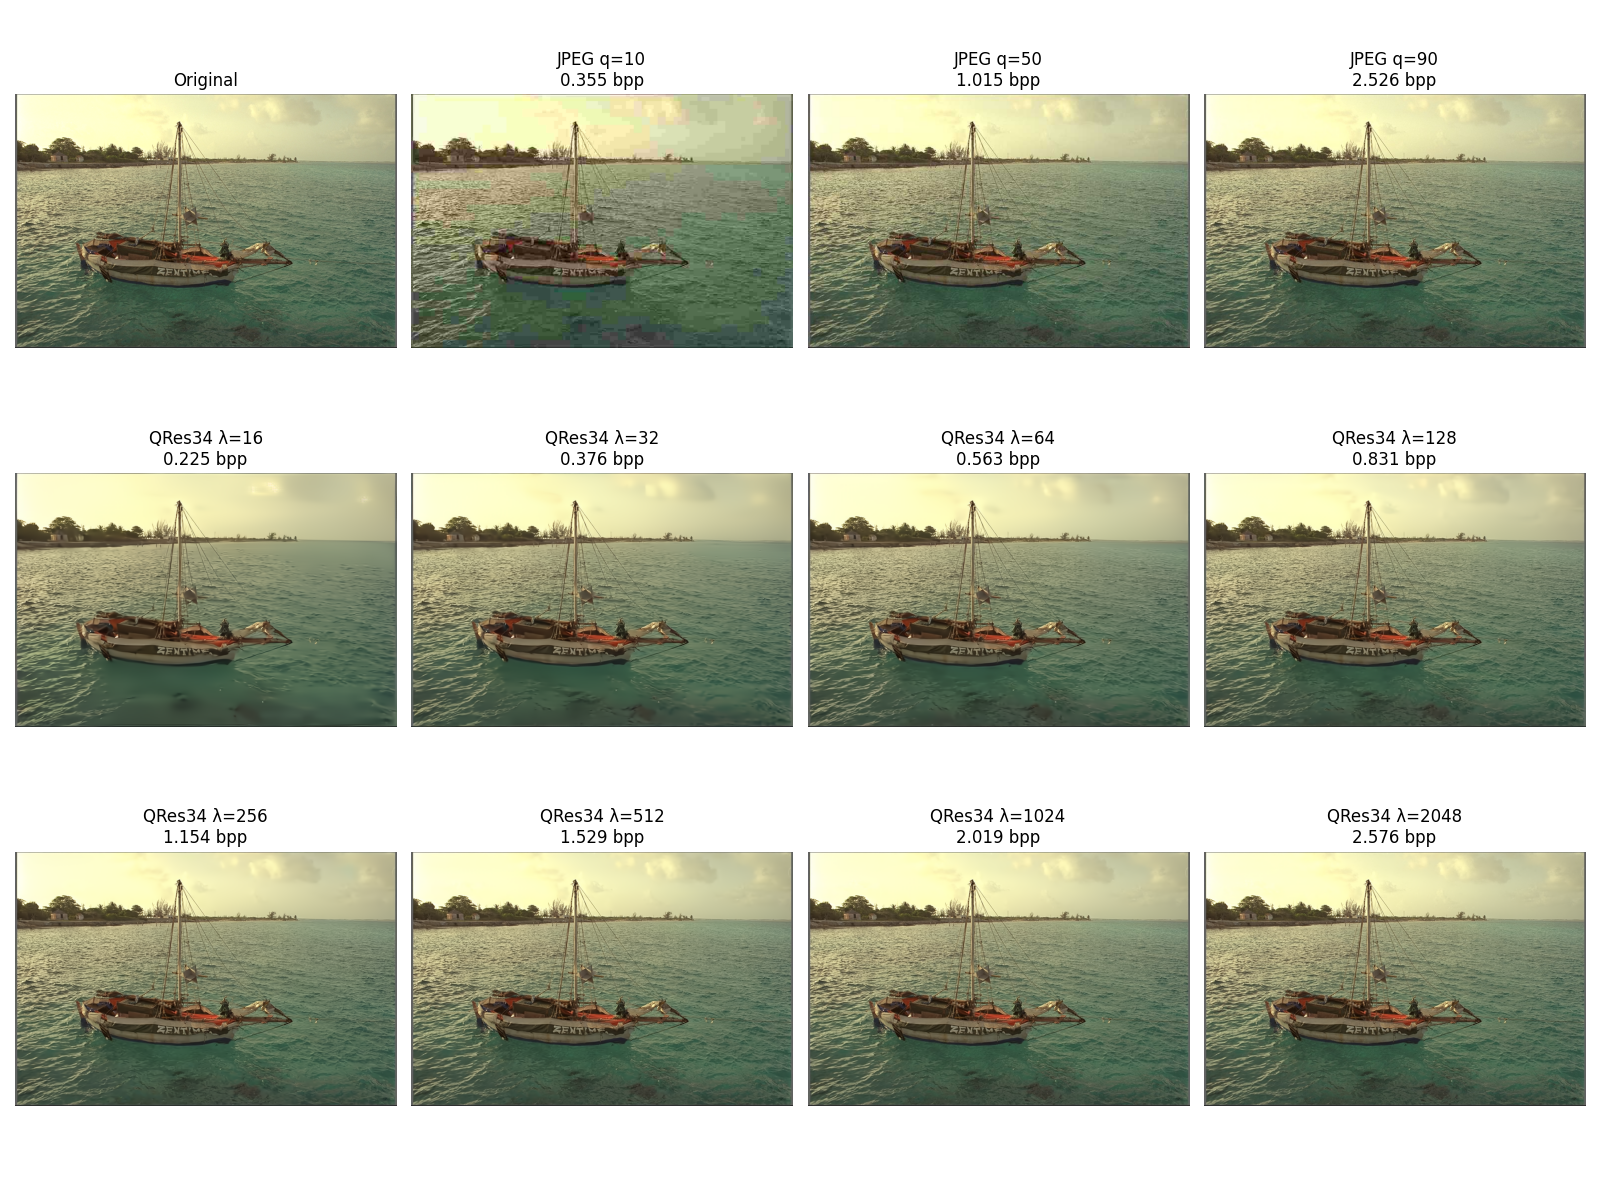 Original
JPEG q=10
0.355 bpp
JPEG q=50
1.015 bpp
JPEG q=90
2.526 bpp
QRes34 λ=16
0.225 bpp
QRes34 λ=32
0.376 bpp
QRes34 λ=64
0.563 bpp
QRes34 λ=128
0.831 bpp
QRes34 λ=256
1.154 bpp
QRes34 λ=512
1.529 bpp
QRes34 λ=1024
2.019 bpp
QRes34 λ=2048
2.576 bpp